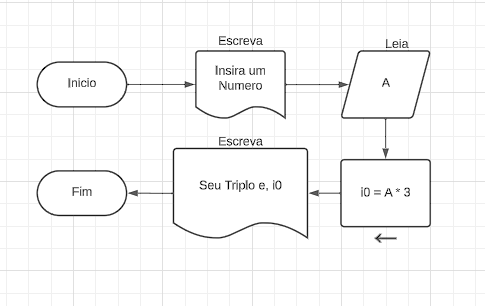 Escreva
Leia
Inicio
Insira um
Numero
A
Escreva
Fim
Seu Triplo e, i0
i0 = A * 3